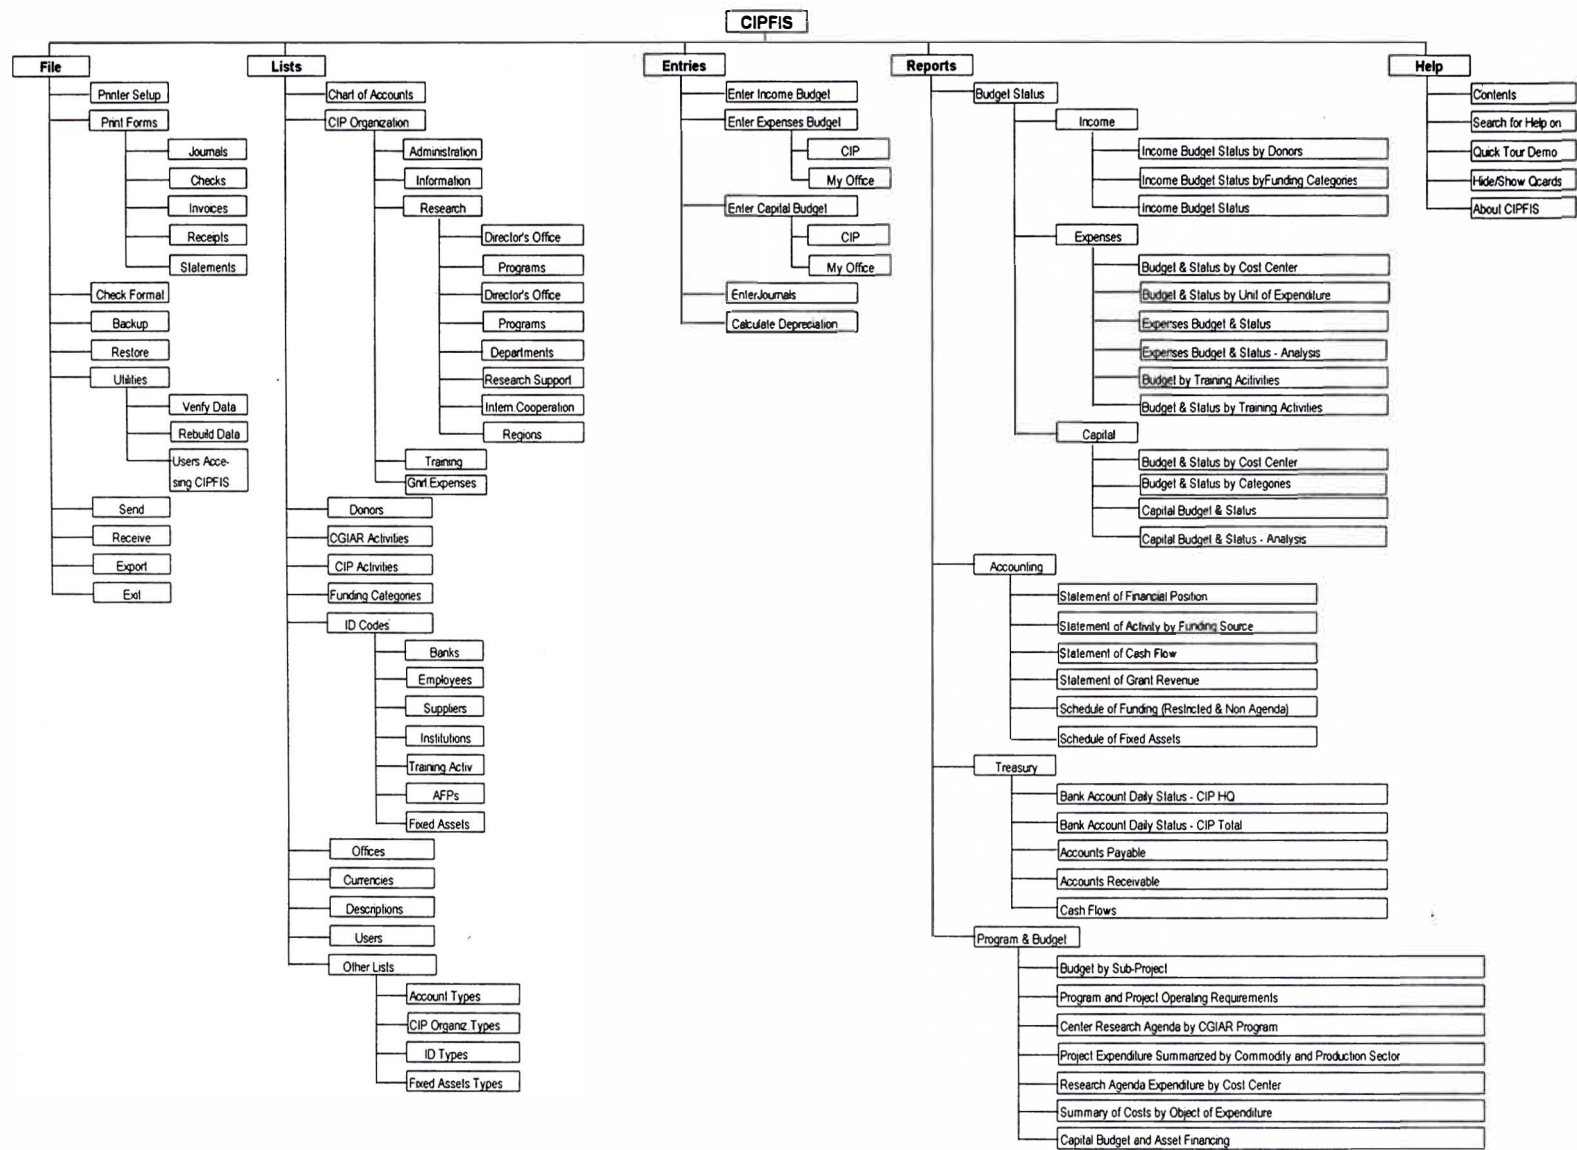 CIPFIS
File
Printer Setup
Print Forms
Journals
Checks
Invoices
Receipts
Statements
Check Format
Backup
Restore
Utilities
Verify Data
Rebuild Data
Users Acce-
sing CIPFIS
Send
Receive
Export
Exit
Lists
Chart of Accounts
CIP Organization
Administration
Information
Research
Director's Office
Programs
Director's Office
Programs
Departments
Research Support
Intern.Cooperation
Regions
Training
Gnrl Expenses
Donors
CGIAR Activities
CIP Activities
Funding Categories
ID Codes
Banks
Employees
Suppliers
Institutions
Training Activ
AFPs
Fixed Assets
Offices
Currencies
Descriptions
Users
Other Lists
Account Types
CIP Organiz.Types
ID Types
Fixed Assets Types
Entries
Enter Income Budget
Enter Expenses Budget
CIP
My Office
Enter Capital Budget
CIP
My Office
EnterJournals
Calculate Depreciation
Reports
Budget Status
Income
Income Budget Status by Donors
Income Budget Status byFunding Categories
Income Budget Status
Expenses
Budget & Status by Cost Center
Budget & Status by Unit of Expenditure
Expenses Budget & Status
Expenses Budget & Status - Analysis
Budget by Training Acitivities
Budget & Status by Training Activities
Capital
Budget & Status by Cost Center
Budget & Status by Categories
Capital Budget & Status
Capital Budget & Status - Analysis
Accounting
Statement of Financial Position
Statement of Activity by Funding Source
Statement of Cash Flow
Statement of Grant Revenue
Schedule of Funding (Restricted & Non Agenda)
Schedule of Fixed Assets
Treasury
Bank Account Daily Status - CIP HQ
Bank Account Daily Status - CIP Total
Accounts Payable
Accounts Receivable
Cash Flows
Program & Budget
Budget by Sub-Project
Program and Project Operating Requirements
Center Research Agenda by CGIAR Program
Project Expenditure Summarized by Commodity and Production Sector
Research Agenda Expenditure by Cost Center
Summary of Costs by Object of Expenditure
Capital Budget and Asset Financing
Help
Contents
Search for Help on
Quick Tour Demo
Hide/Show Qcards
About CIPFIS